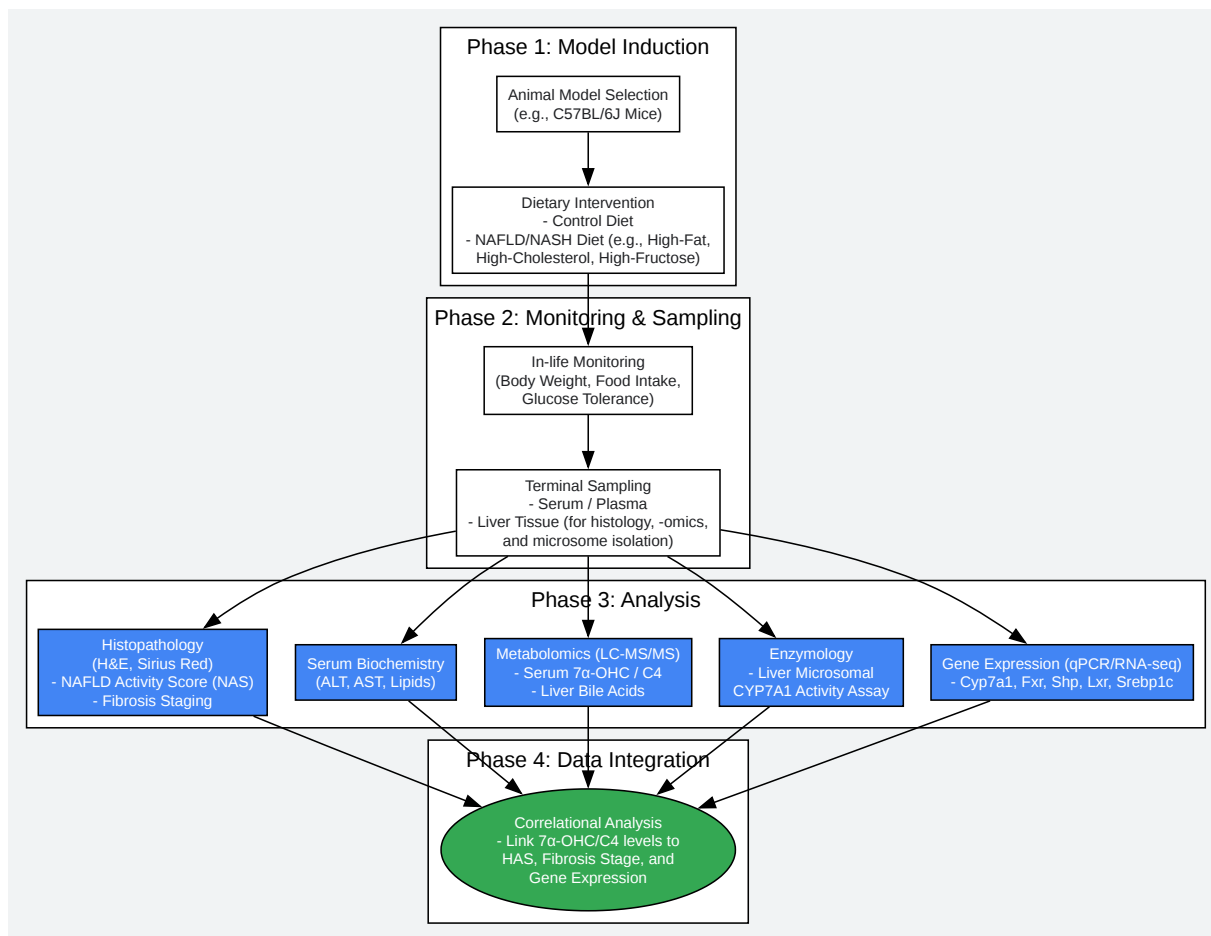 Phase 1: Model Induction
Animal Model Selection
(e.g., C57BL/6J Mice)
Dietary Intervention
- Control Diet
- NAFLD/NASH Diet (e.g., High-Fat,
High-Cholesterol, High-Fructose)
Phase 2: Monitoring & Sampling
In-life Monitoring
(Body Weight, Food Intake,
Glucose Tolerance)
Terminal Sampling
- Serum / Plasma
- Liver Tissue (for histology, -omics,
and microsome isolation)
Phase 3: Analysis
Histopathology
(H&E, Sirius Red)
- NAFLD Activity Score (NAS)
- Fibrosis Staging
Serum Biochemistry
(ALT, AST, Lipids)
Metabolomics (LC-MS/MS)
- Serum 7α-OHC / C4
- Liver Bile Acids
Enzymology
- Liver Microsomal
CYP7A1 Activity Assay
Gene Expression (qPCR/RNA-seq)
- Cyp7a1, Fxr, Shp, Lxr, Srebp1c
Phase 4: Data Integration
Correlational Analysis
- Link 7α-OHC/C4 levels to
HAS, Fibrosis Stage, and
Gene Expression